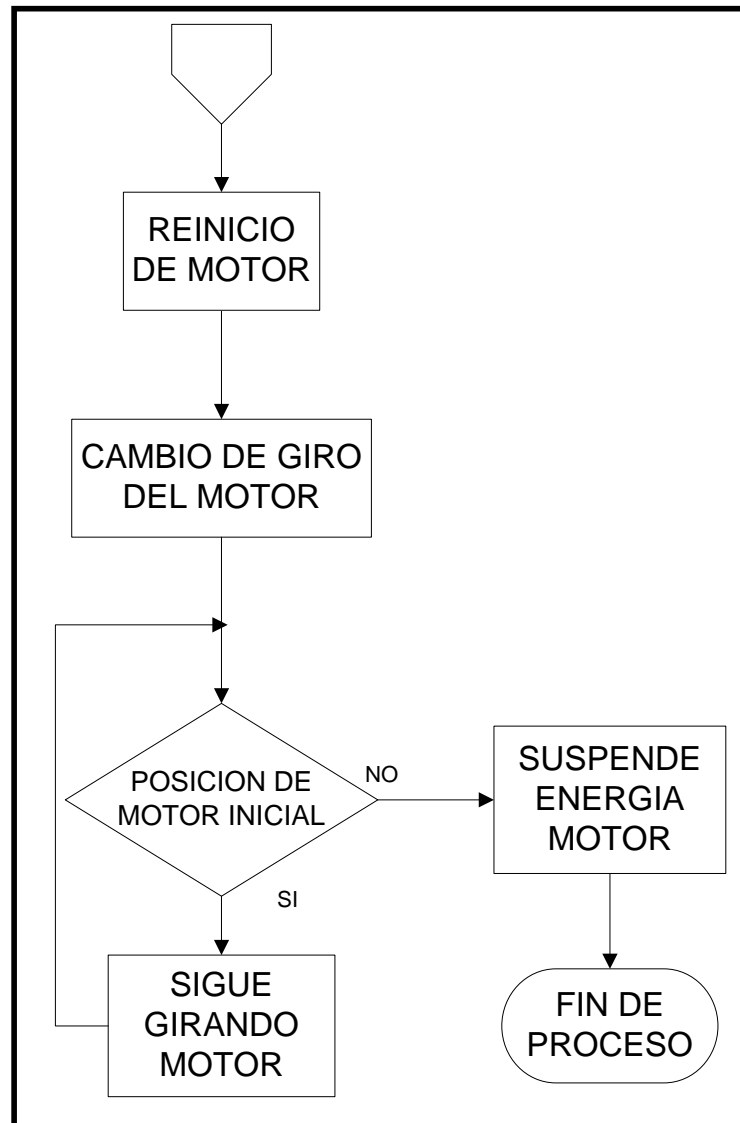 REINICIO
DE MOTOR
CAMBIO DE GIRO
DEL MOTOR
POSICION DE
MOTOR INICIAL
NO
SUSPENDE
ENERGIA
MOTOR
SI
SIGUE
GIRANDO
MOTOR
FIN DE
PROCESO